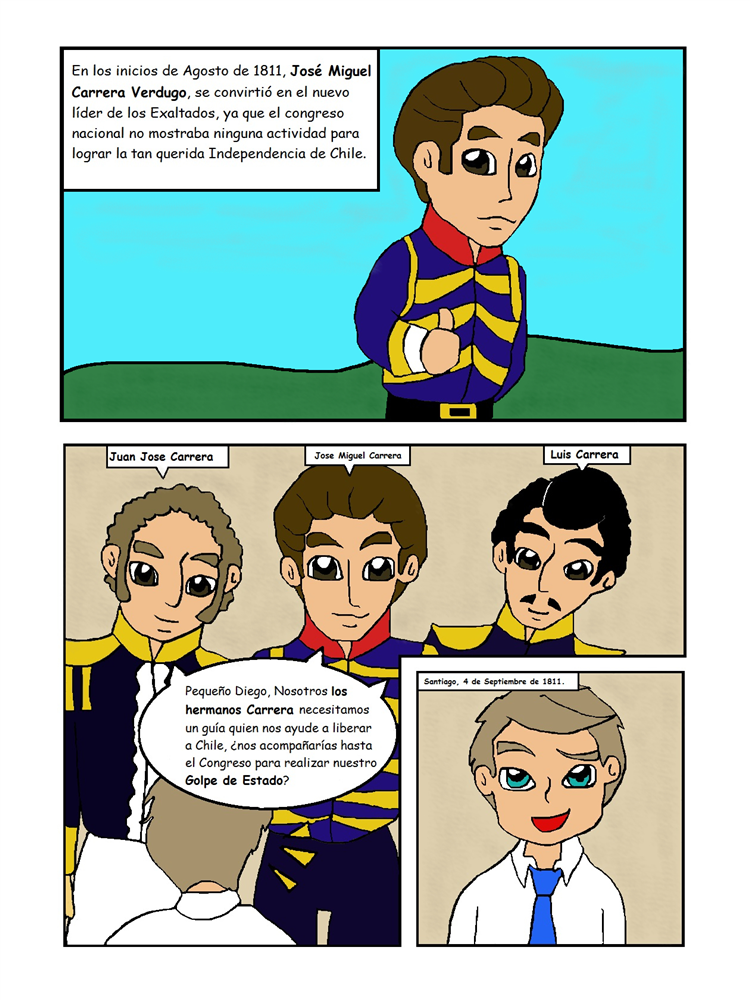 En los inicios de Agosto de 1811, José Miguel
Carrera Verdugo, se convirtió en el nuevo
líder de los Exaltados, ya que el congreso
nacional no mostraba ninguna actividad para
lograr la tan querida Independencia de Chile.
Juan Jose Carrera
Jose Miguel Carrera
Luis Carrera
Pequeño Diego, Nosotros los
hermanos Carrera necesitamos
un guía quien nos ayude a liberar
a Chile, ¿nos acompañarías hasta
el Congreso para realizar nuestro
Golpe de Estado?
Santiago, 4 de Septiembre de 1811.